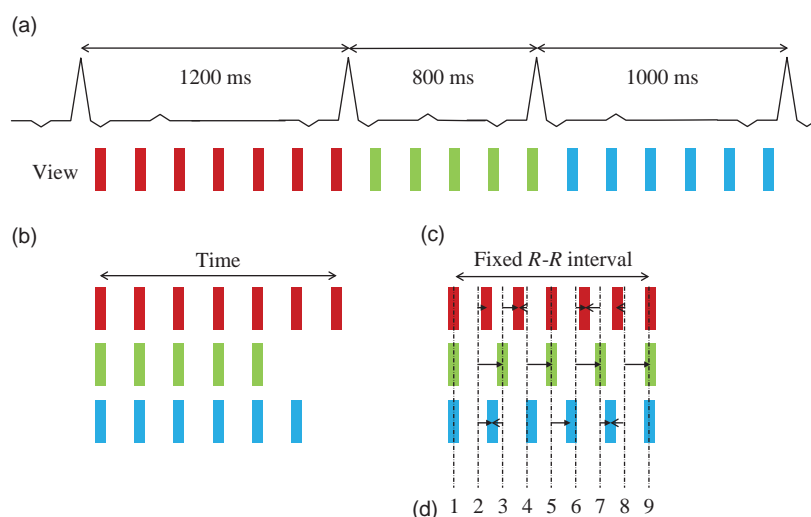 (a)
1200 ms 800 ms 1000 ms
View
(b) (c)
Time Fixed R-R interval
(d) 1 2 3 4 5 6 7 8 9